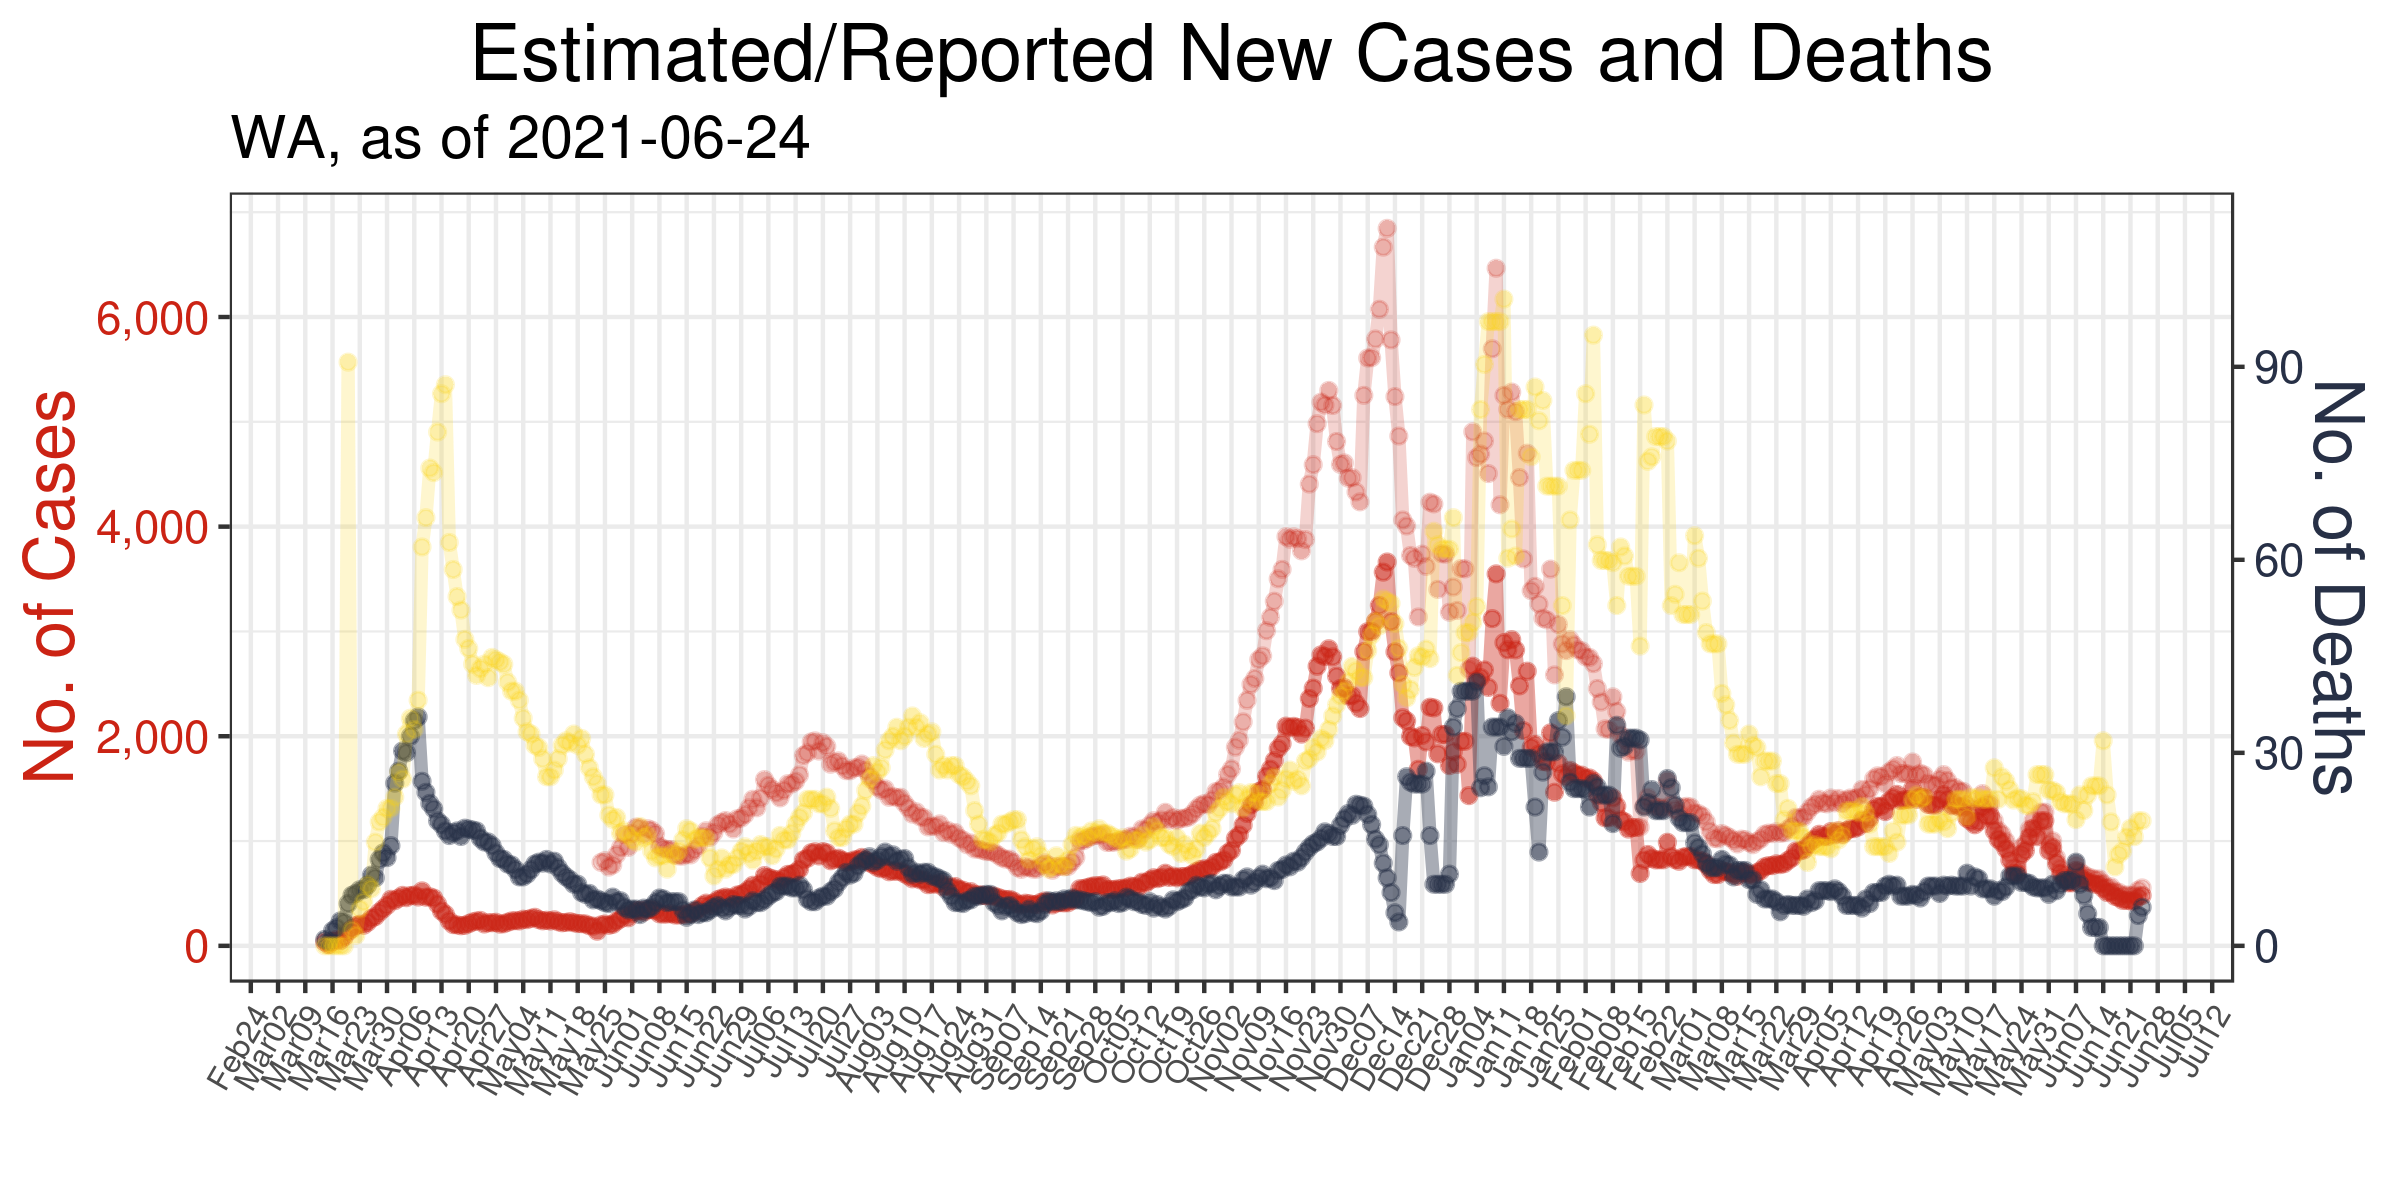 Estimated/Reported New Cases and Deaths
WA, as of 2021-06-24
No. of Cases
6,000
4,000
2,000
0
90
60
30
0
No. of Deaths
Feb24
Mar02
Mar09
Mar16
Mar23
Mar30
Apr06
Apr13
Apr20
Apr27
May04
May11
May18
May25
Jun01
Jun08
Jun15
Jun22
Jun29
Jul06
Jul13
Jul20
Jul27
Aug03
Aug10
Aug17
Aug24
Aug31
Sep07
Sep14
Sep21
Sep28
Oct05
Oct12
Oct19
Oct26
Nov02
Nov09
Nov16
Nov23
Nov30
Dec07
Dec14
Dec21
Dec28
Jan04
Jan11
Jan18
Jan25
Feb01
Feb08
Feb15
Feb22
Mar01
Mar08
Mar15
Mar22
Mar29
Apr05
Apr12
Apr19
Apr26
May03
May10
May17
May24
May31
Jun07
Jun14
Jun21
Jun28
Jul05
Jul12